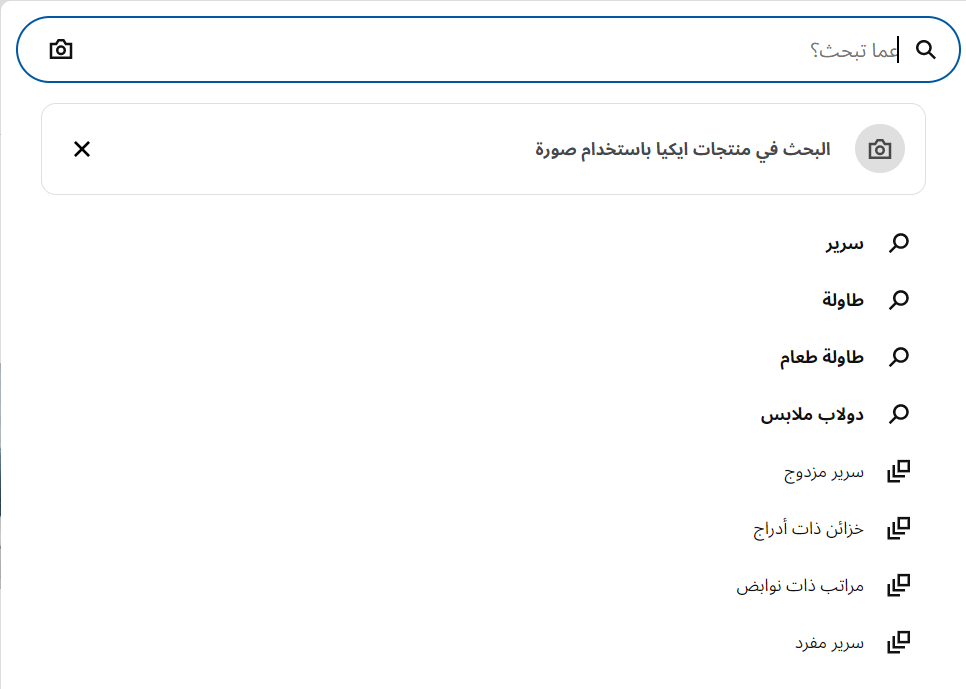 عما تبحث؟
البحث في منتجات ايكيا باستخدام صورة
سرير
طاولة
طاولة طعام
دولاب ملابس
سرير مزدوج
خزائن ذات أدراج
مراتب ذات نوابض
سرير مفرد